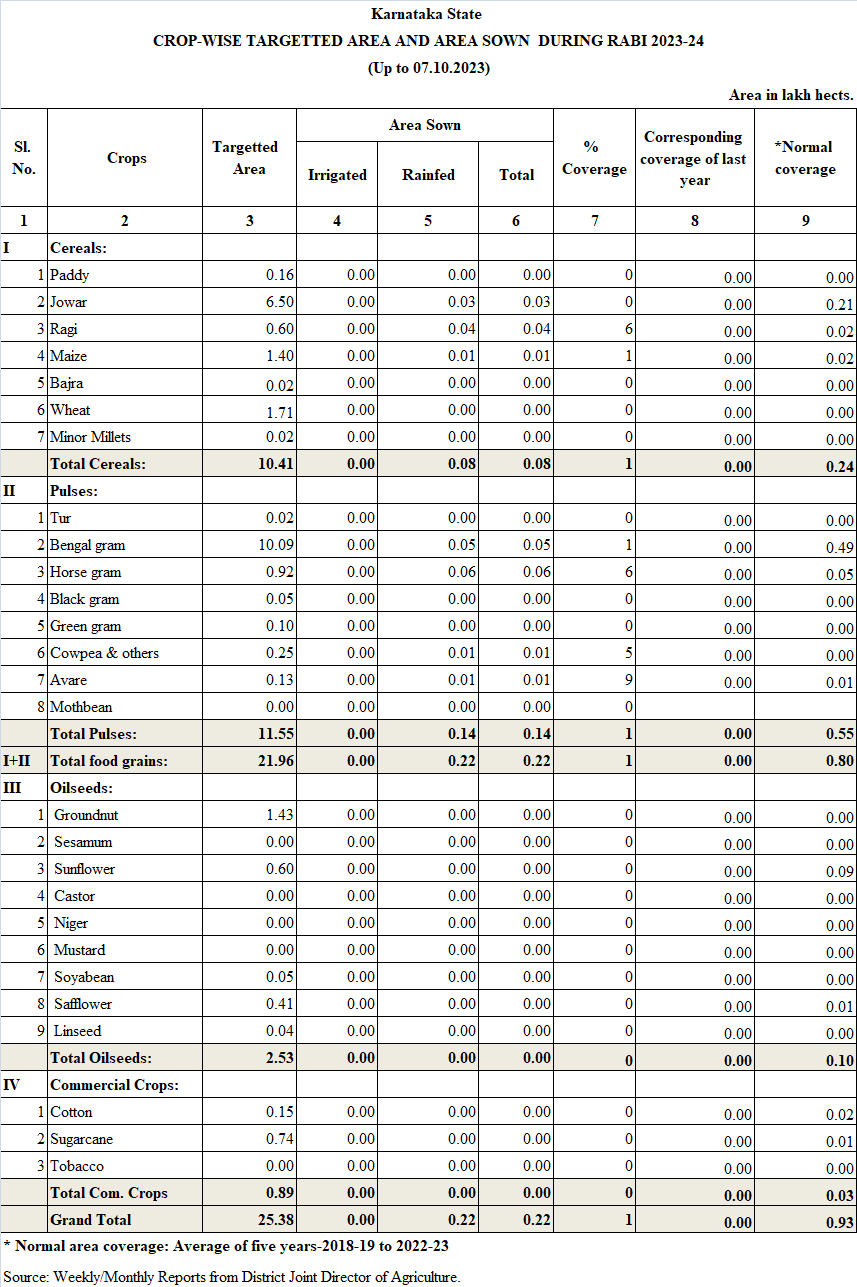 Karnataka State
CROP-WISE TARGETTED AREA AND AREA SOWN DURING RABI 2023-24
(Up to 07.10.2023)
Area in lakh hects.
Sl. No. Crops Targetted Area Area Sown % Coverage Corresponding coverage of last year *Normal coverage
Irrigated Rainfed Total
1 2 3 4 5 6 7 8 9
I Cereals:
1 Paddy 0.16 0.00 0.00 0.00 0 0.00 0.00
2 Jowar 6.50 0.00 0.03 0.03 0 0.00 0.21
3 Ragi 0.60 0.00 0.04 0.04 6 0.00 0.02
4 Maize 1.40 0.00 0.01 0.01 1 0.00 0.02
5 Bajra 0.02 0.00 0.00 0.00 0 0.00 0.00
6 Wheat 1.71 0.00 0.00 0.00 0 0.00 0.00
7 Minor Millets 0.02 0.00 0.00 0.00 0 0.00 0.00
Total Cereals: 10.41 0.00 0.08 0.08 1 0.00 0.24
II Pulses:
1 Tur 0.02 0.00 0.00 0.00 0 0.00 0.00
2 Bengal gram 10.09 0.00 0.05 0.05 1 0.00 0.49
3 Horse gram 0.92 0.00 0.06 0.06 6 0.00 0.05
4 Black gram 0.05 0.00 0.00 0.00 0 0.00 0.00
5 Green gram 0.10 0.00 0.00 0.00 0 0.00 0.00
6 Cowpea & others 0.25 0.00 0.01 0.01 5 0.00 0.00
7 Avare 0.13 0.00 0.01 0.01 9 0.00 0.01
8 Mothbean 0.00 0.00 0.00 0.00 0
Total Pulses: 11.55 0.00 0.14 0.14 1 0.00 0.55
I+II Total food grains: 21.96 0.00 0.22 0.22 1 0.00 0.80
III Oilseeds:
1 Groundnut 1.43 0.00 0.00 0.00 0 0.00 0.00
2 Sesamum 0.00 0.00 0.00 0.00 0 0.00 0.00
3 Sunflower 0.60 0.00 0.00 0.00 0 0.00 0.09
4 Castor 0.00 0.00 0.00 0.00 0 0.00 0.00
5 Niger 0.00 0.00 0.00 0.00 0 0.00 0.00
6 Mustard 0.00 0.00 0.00 0.00 0 0.00 0.00
7 Soyabean 0.05 0.00 0.00 0.00 0 0.00 0.00
8 Safflower 0.41 0.00 0.00 0.00 0 0.00 0.01
9 Linseed 0.04 0.00 0.00 0.00 0 0.00 0.00
Total Oilseeds: 2.53 0.00 0.00 0.00 0 0.00 0.10
IV Commercial Crops:
1 Cotton 0.15 0.00 0.00 0.00 0 0.00 0.02
2 Sugarcane 0.74 0.00 0.00 0.00 0 0.00 0.01
3 Tobacco 0.00 0.00 0.00 0.00 0 0.00 0.00
Total Com. Crops 0.89 0.00 0.00 0.00 0 0.00 0.03
Grand Total 25.38 0.00 0.22 0.22 1 0.00 0.93
* Normal area coverage: Average of five years-2018-19 to 2022-23
Source: Weekly/Monthly Reports from District Joint Director of Agriculture.